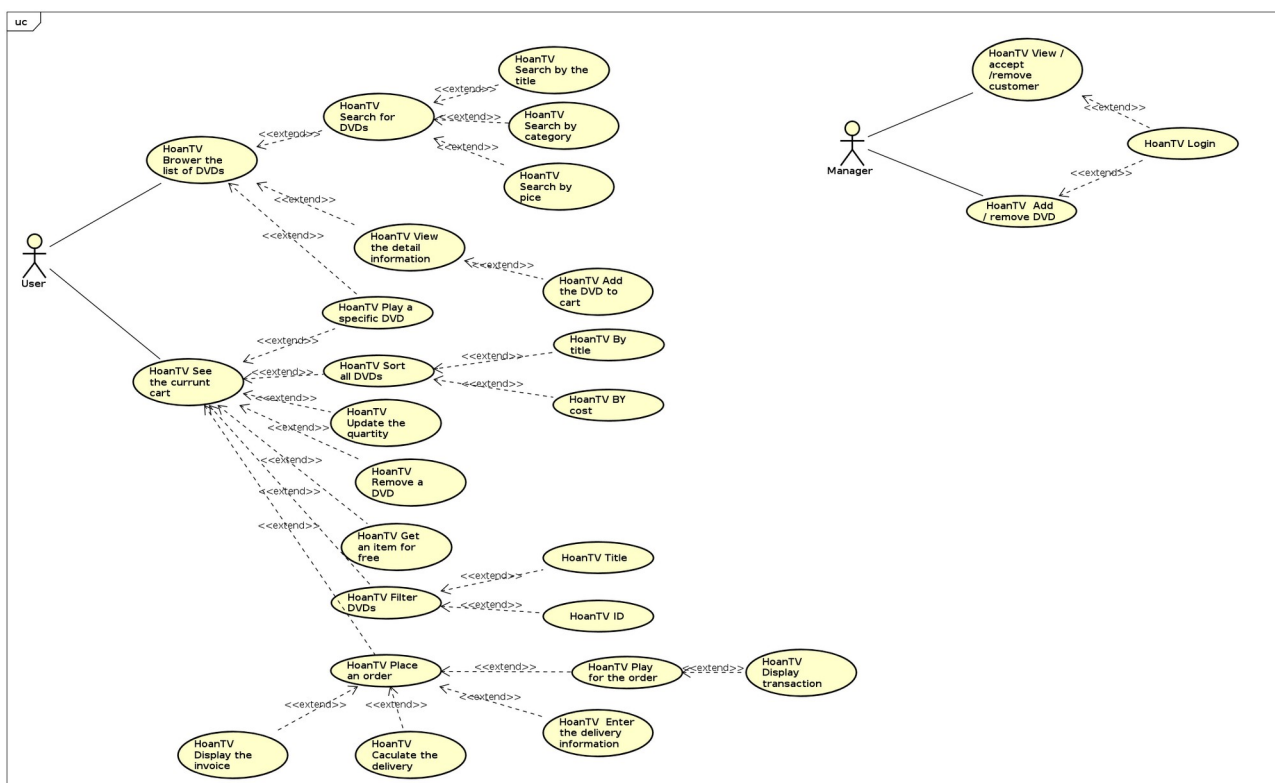 uc
HoanTV
Search by the
title
HoanTV View /
accept
/remove
customer
<<extend>>
HoanTV
Search for
DVDs
<<extend>>
HoanTV
Search by
category
<<extend>>
<<extend>>
<<extend>>
HoanTV
Brower the
list of DVDs
HoanTV
Search by
pice
Manager
HoanTV Login
<<extend>>
<<extend>>
HoanTV Add
/ remove DVD
<<extend>>
HoanTV View
the detail
information
<<extend>>
User
HoanTV Add
the DVD to
cart
HoanTV Play a
specific DVD
<<extend>>
HoanTV By
title
<<extend>>
HoanTV See
the currunt
cart
<<extend>>
HoanTV Sort
all DVDs
<<extend>>
HoanTV BY
cost
<<extend>>
HoanTV
Update the
quartity
<<extend>>
HoanTV
Remove a
DVD
<<extend>>
<<extend>>
<<extend>>
HoanTV Get
an item for
free
HoanTV Title
<<extend>>
HoanTV Filter
DVDs
<<extend>>
HoanTV ID
HoanTV Place
an order
<<extend>>
HoanTV Play
for the order
<<extend>>
HoanTV
Display
transaction
<<extend>>
<<extend>>
<<extend>>
HoanTV Enter
the delivery
information
HoanTV
Display the
invoice
HoanTV
Caculate the
delivery